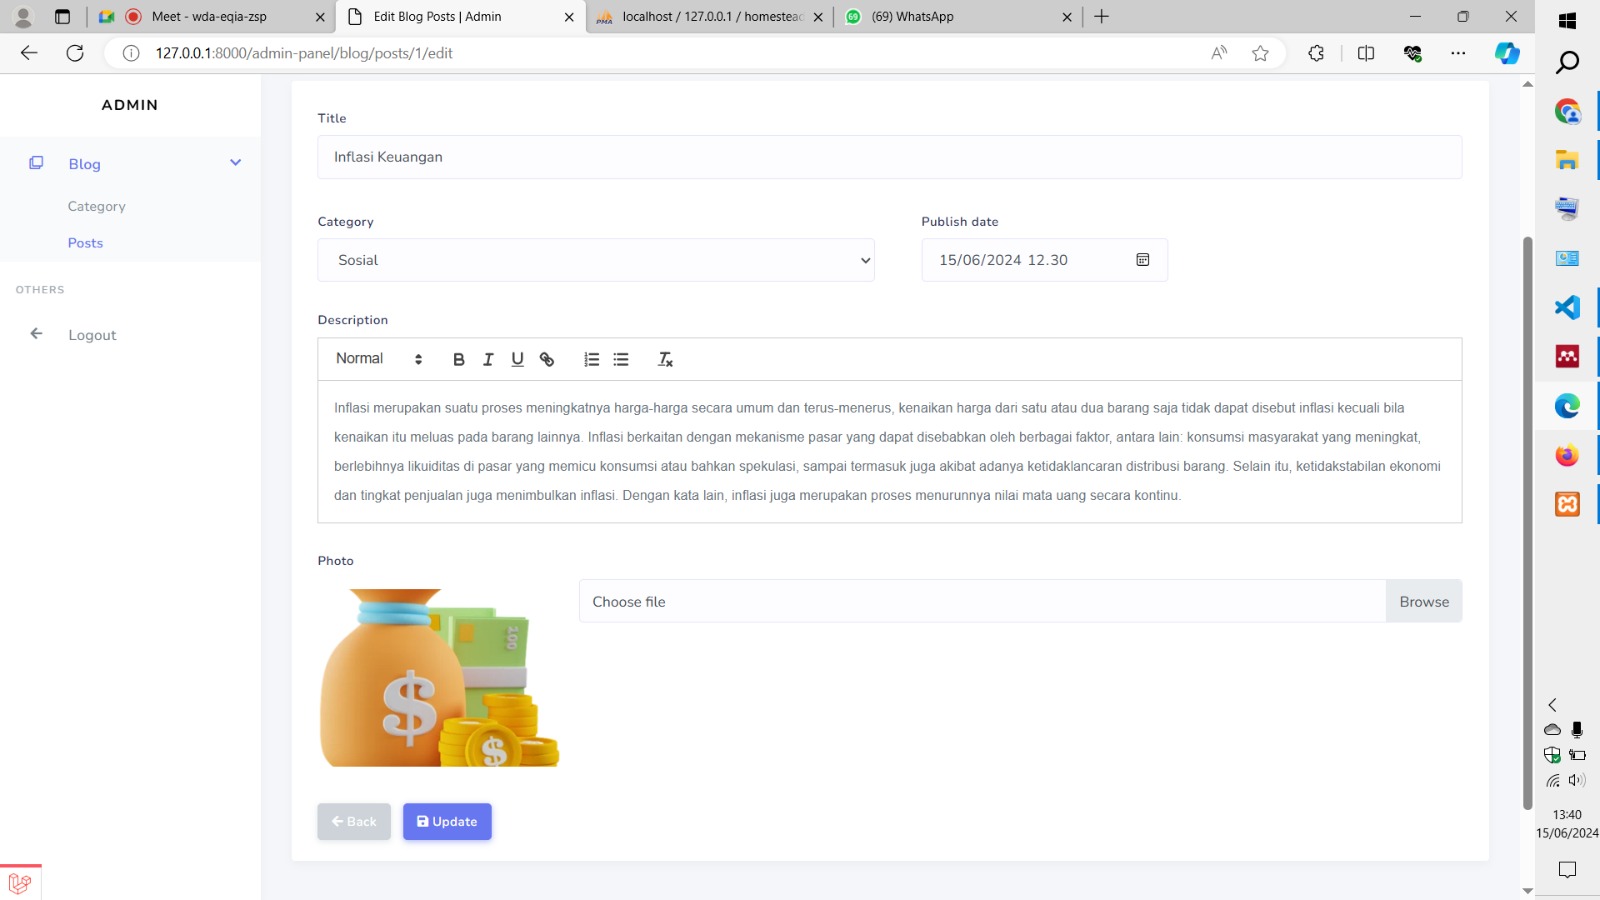 Meet - wda-eqia-zsp
Edit Blog Posts | Admin
PMA
localhost / 127.0.0.1 / homestead
69
(69) WhatsApp
127.0.0.1:8000/admin-panel/blog/posts/1/edit
ADMIN
Blog
Category
Posts
OTHERS
Logout
Title
Inflasi Keuangan
Category
Publish date
Sosial
15/06/2024 12.30
Description
Normal
Inflasi merupakan suatu proses meningkatnya harga-harga secara umum dan terus-menerus, kenaikan harga dari satu atau dua barang saja tidak dapat disebut inflasi kecuali bila
kenaikan itu meluas pada barang lainnya. Inflasi berkaitan dengan mekanisme pasar yang dapat disebabkan oleh berbagai faktor, antara lain: konsumsi masyarakat yang meningkat,
berlebihnya likuiditas di pasar yang memicu konsumsi atau bahkan spekulasi, sampai termasuk juga akibat adanya ketidaklancaran distribusi barang. Selain itu, ketidakstabilan ekonomi
dan tingkat penjualan juga menimbulkan inflasi. Dengan kata lain, inflasi juga merupakan proses menurunnya nilai mata uang secara kontinu.
Photo
Choose file
Browse
100
$
$
Back
Update
13:40
15/06/2024